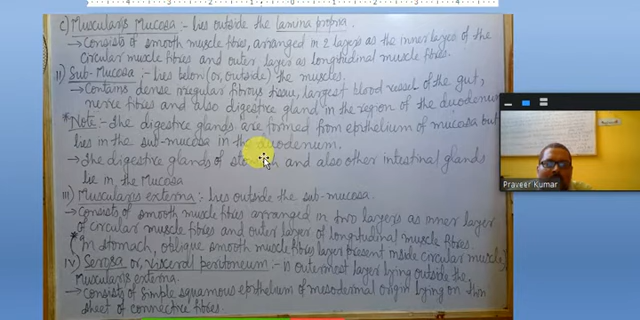 c) Muscularis Mucosa :- lies outside the lamina propria.
→ Consists of smooth muscle fibres, arranged in 2 layers as the inner layer of the
circular muscle fibres and outer layer as longitudinal muscle fibres.
ii) Sub-Mucosa :- lies below (or, outside) the muscles.
→ Contains dense irregular fibrous tissue, largest blood vessel of the gut,
nerve fibres and also digestive gland in the region of the duodenum
* Note :- The digestive glands are formed from epithelium of mucosa but
lies in the sub-mucosa in the duodenum.
→ The digestive glands of and also other intestinal glands
lie in the Mucosa
iii) Muscularis externa :- lies outside the sub-mucosa.
→ Consists of smooth muscle fibres arranged in two layers as inner layer
of circular muscle fibres and outer layer of longitudinal muscle fibres.
* In stomach, oblique smooth muscle fibres layer present inside circular muscle
iv) Serosa or, visceral peritoneum :- is outermost layer lying outside the
Muscularis externa.
→ Consists of simple squamous epithelium of mesodermal origin lying on thin
sheet of connective fibres.
Praveer Kumar